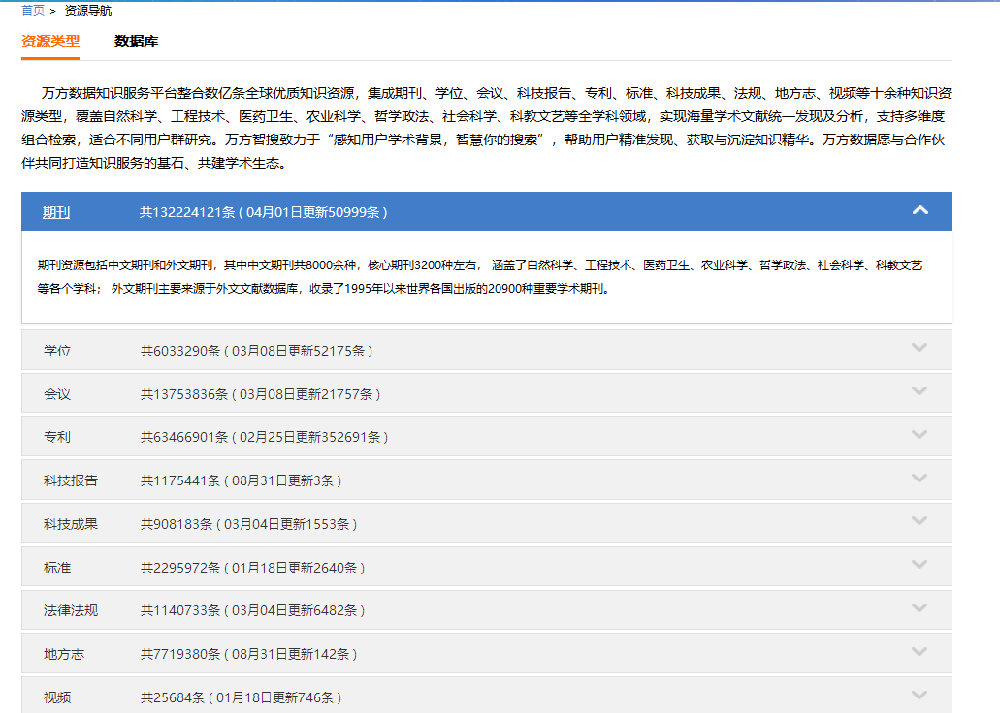 首页 > 资源导航
资源类型 数据库
万方数据知识服务平台整合数亿条全球优质知识资源，集成期刊、学位、会议、科技报告、专利、标准、科技成果、法规、地方志、视频等十余种知识资
源类型，覆盖自然科学、工程技术、医药卫生、农业科学、哲学政法、社会科学、科教文艺等全学科领域，实现海量学术文献统一发现及分析，支持多维度
组合检索，适合不同用户群研究。万方智搜致力于“感知用户学术背景，智慧你的搜索”，帮助用户精准发现、获取与沉淀知识精华。万方数据愿与合作伙
伴共同打造知识服务的基石、共建学术生态。
期刊 共132224121条 ( 04月01日更新50999条 )
期刊资源包括中文期刊和外文期刊，其中中文期刊共8000余种，核心期刊3200种左右， 涵盖了自然科学、工程技术、医药卫生、农业科学、哲学政法、社会科学、科教文艺
等各个学科； 外文期刊主要来源于外文文献数据库，收录了1995年以来世界各国出版的20900种重要学术期刊。
学位 共6033290条 ( 03月08日更新52175条 )
会议 共13753836条 ( 03月08日更新21757条 )
专利 共63466901条 ( 02月25日更新352691条 )
科技报告 共1175441条 ( 08月31日更新3条 )
科技成果 共908183条 ( 03月04日更新1553条 )
标准 共2295972条 ( 01月18日更新2640条 )
法律法规 共1140733条 ( 03月04日更新6482条 )
地方志 共7719380条 ( 08月31日更新142条 )
视频 共25684条 ( 01月18日更新746条 )